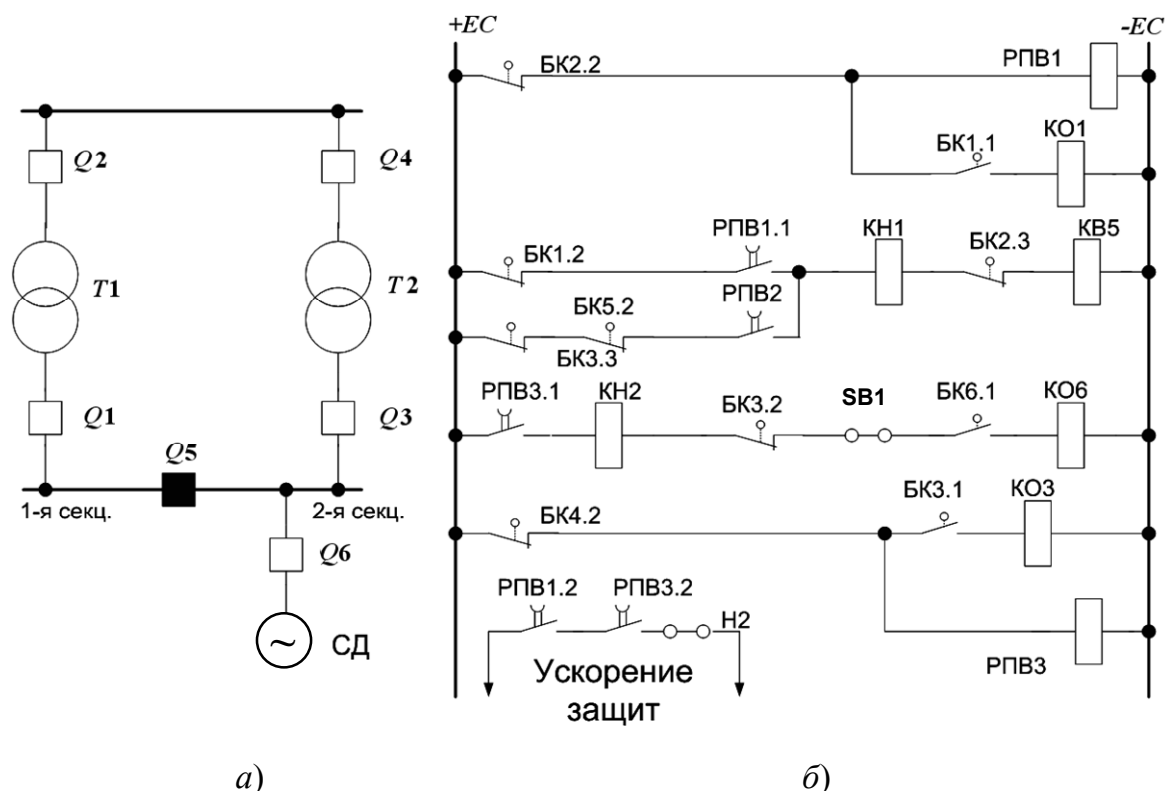 +EC
-EC
БК2.2
РПВ1
БК1.1
КО1
Q2
Q4
T1
T2
РПВ1.1
КН1
КВ5
БК1.2
БК2.3
БК5.2
РПВ2
БК3.3
РПВ3.1
КН2
БК3.2
SB1
БК6.1
КО6
Q1
Q3
Q5
1-я секц.
2-я секц.
БК4.2
БК3.1
КО3
Q6
РПВ1.2
РПВ3.2
Н2
~
СД
Ускорение
защит
РПВ3
а)
б)